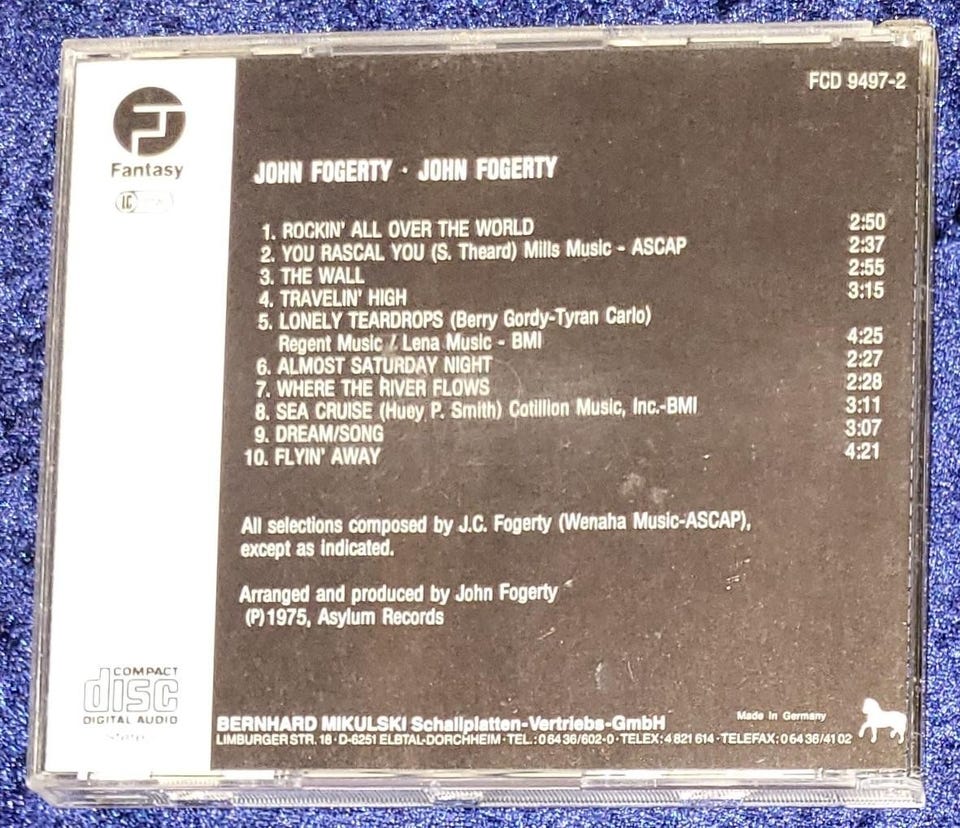 FCD 9497-2
Fantasy
LC
JOHN FOGERTY · JOHN FOGERTY
1. ROCKIN' ALL OVER THE WORLD 2:50
2. YOU RASCAL YOU (S. Theard) Mills Music - ASCAP 2:37
3. THE WALL 2:55
4. TRAVELIN' HIGH 3:15
5. LONELY TEARDROPS (Berry Gordy-Tyran Carlo)
Regent Music / Lena Music - BMI 4:25
6. ALMOST SATURDAY NIGHT 2:27
7. WHERE THE RIVER FLOWS 2:28
8. SEA CRUISE (Huey P. Smith) Cotillion Music, Inc.-BMI 3:11
9. DREAM/SONG 3:07
10. FLYIN' AWAY 4:21
All selections composed by J.C. Fogerty (Wenaha Music-ASCAP),
except as indicated.
Arranged and produced by John Fogerty
(P)1975, Asylum Records
COMPACT
disc
DIGITAL AUDIO
Stereo
BERNHARD MIKULSKI Schallplatten-Vertriebs-GmbH
Made in Germany
LIMBURGER STR. 18 · D-6251 ELBTAL-DORCHHEIM · TEL.: 0 64 36/602-0 · TELEX: 4 821 614 · TELEFAX: 0 64 36/41 02